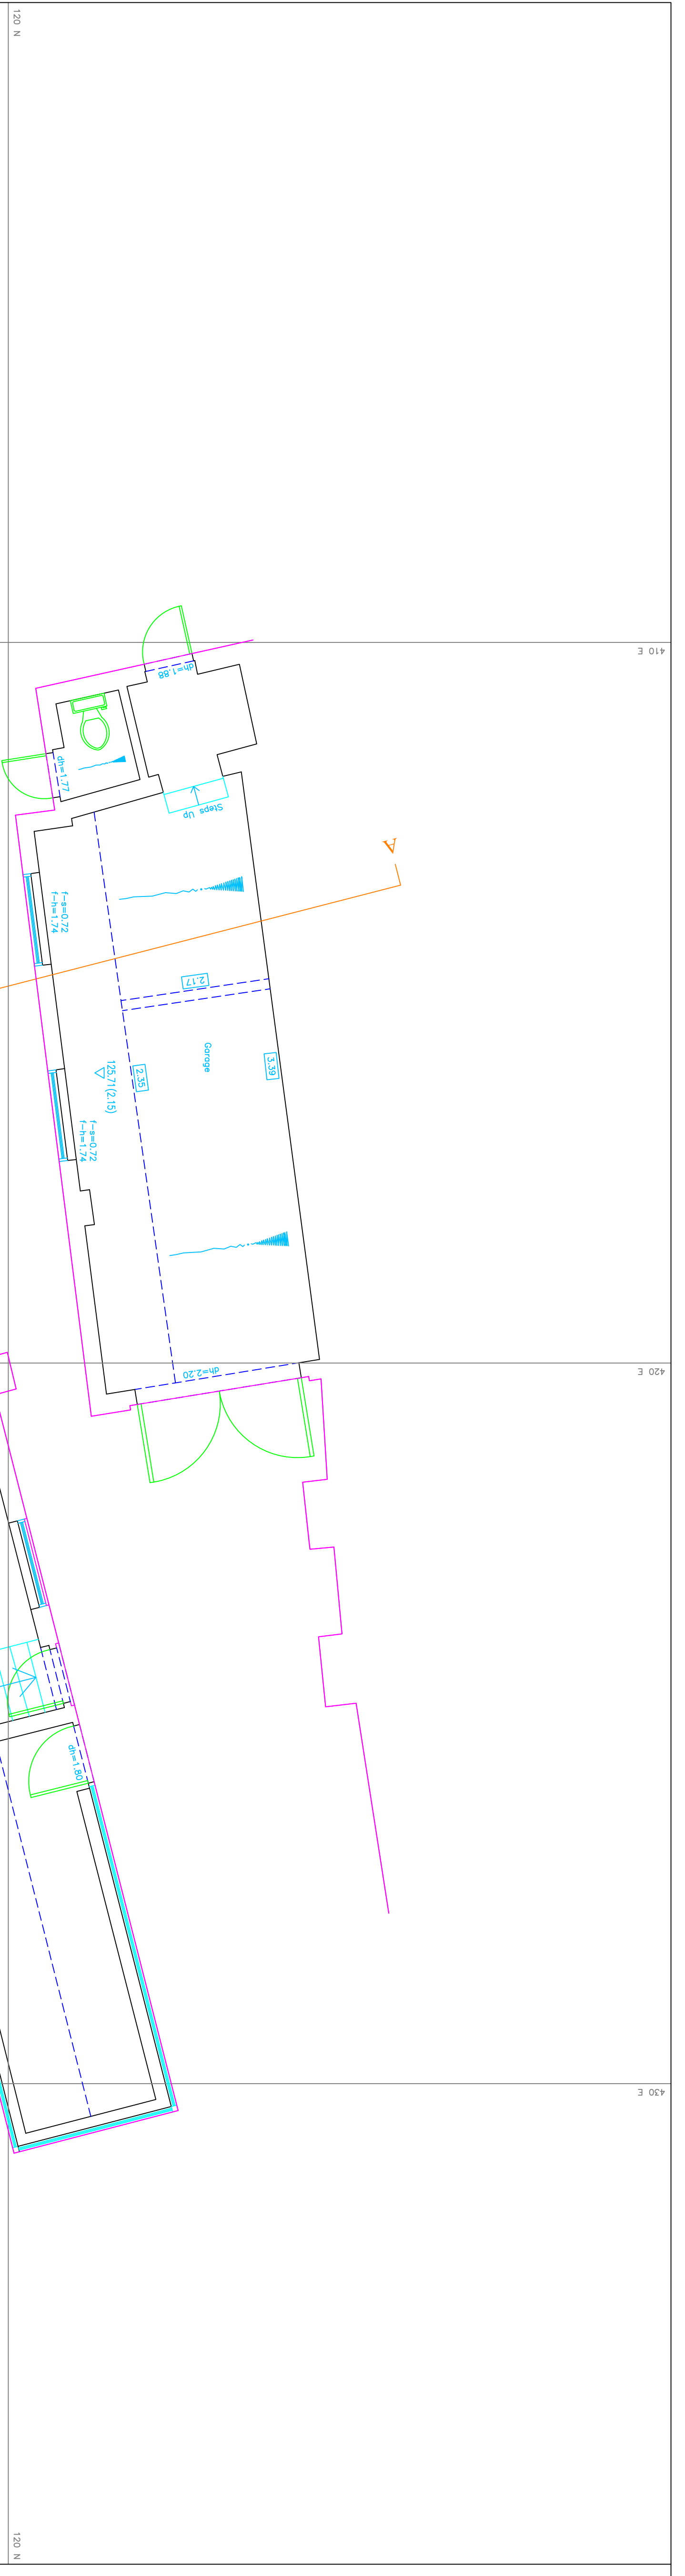 120 N
410 E
dh=1.88
dh=1.77
Steps Up
A
f-s=0.72
f-h=1.74
2.17
Garage
3.39
2.35
125.71(2.15)
f-s=0.72
f-h=1.74
420 E
dh=2.20
dh=1.80
430 E
120 N